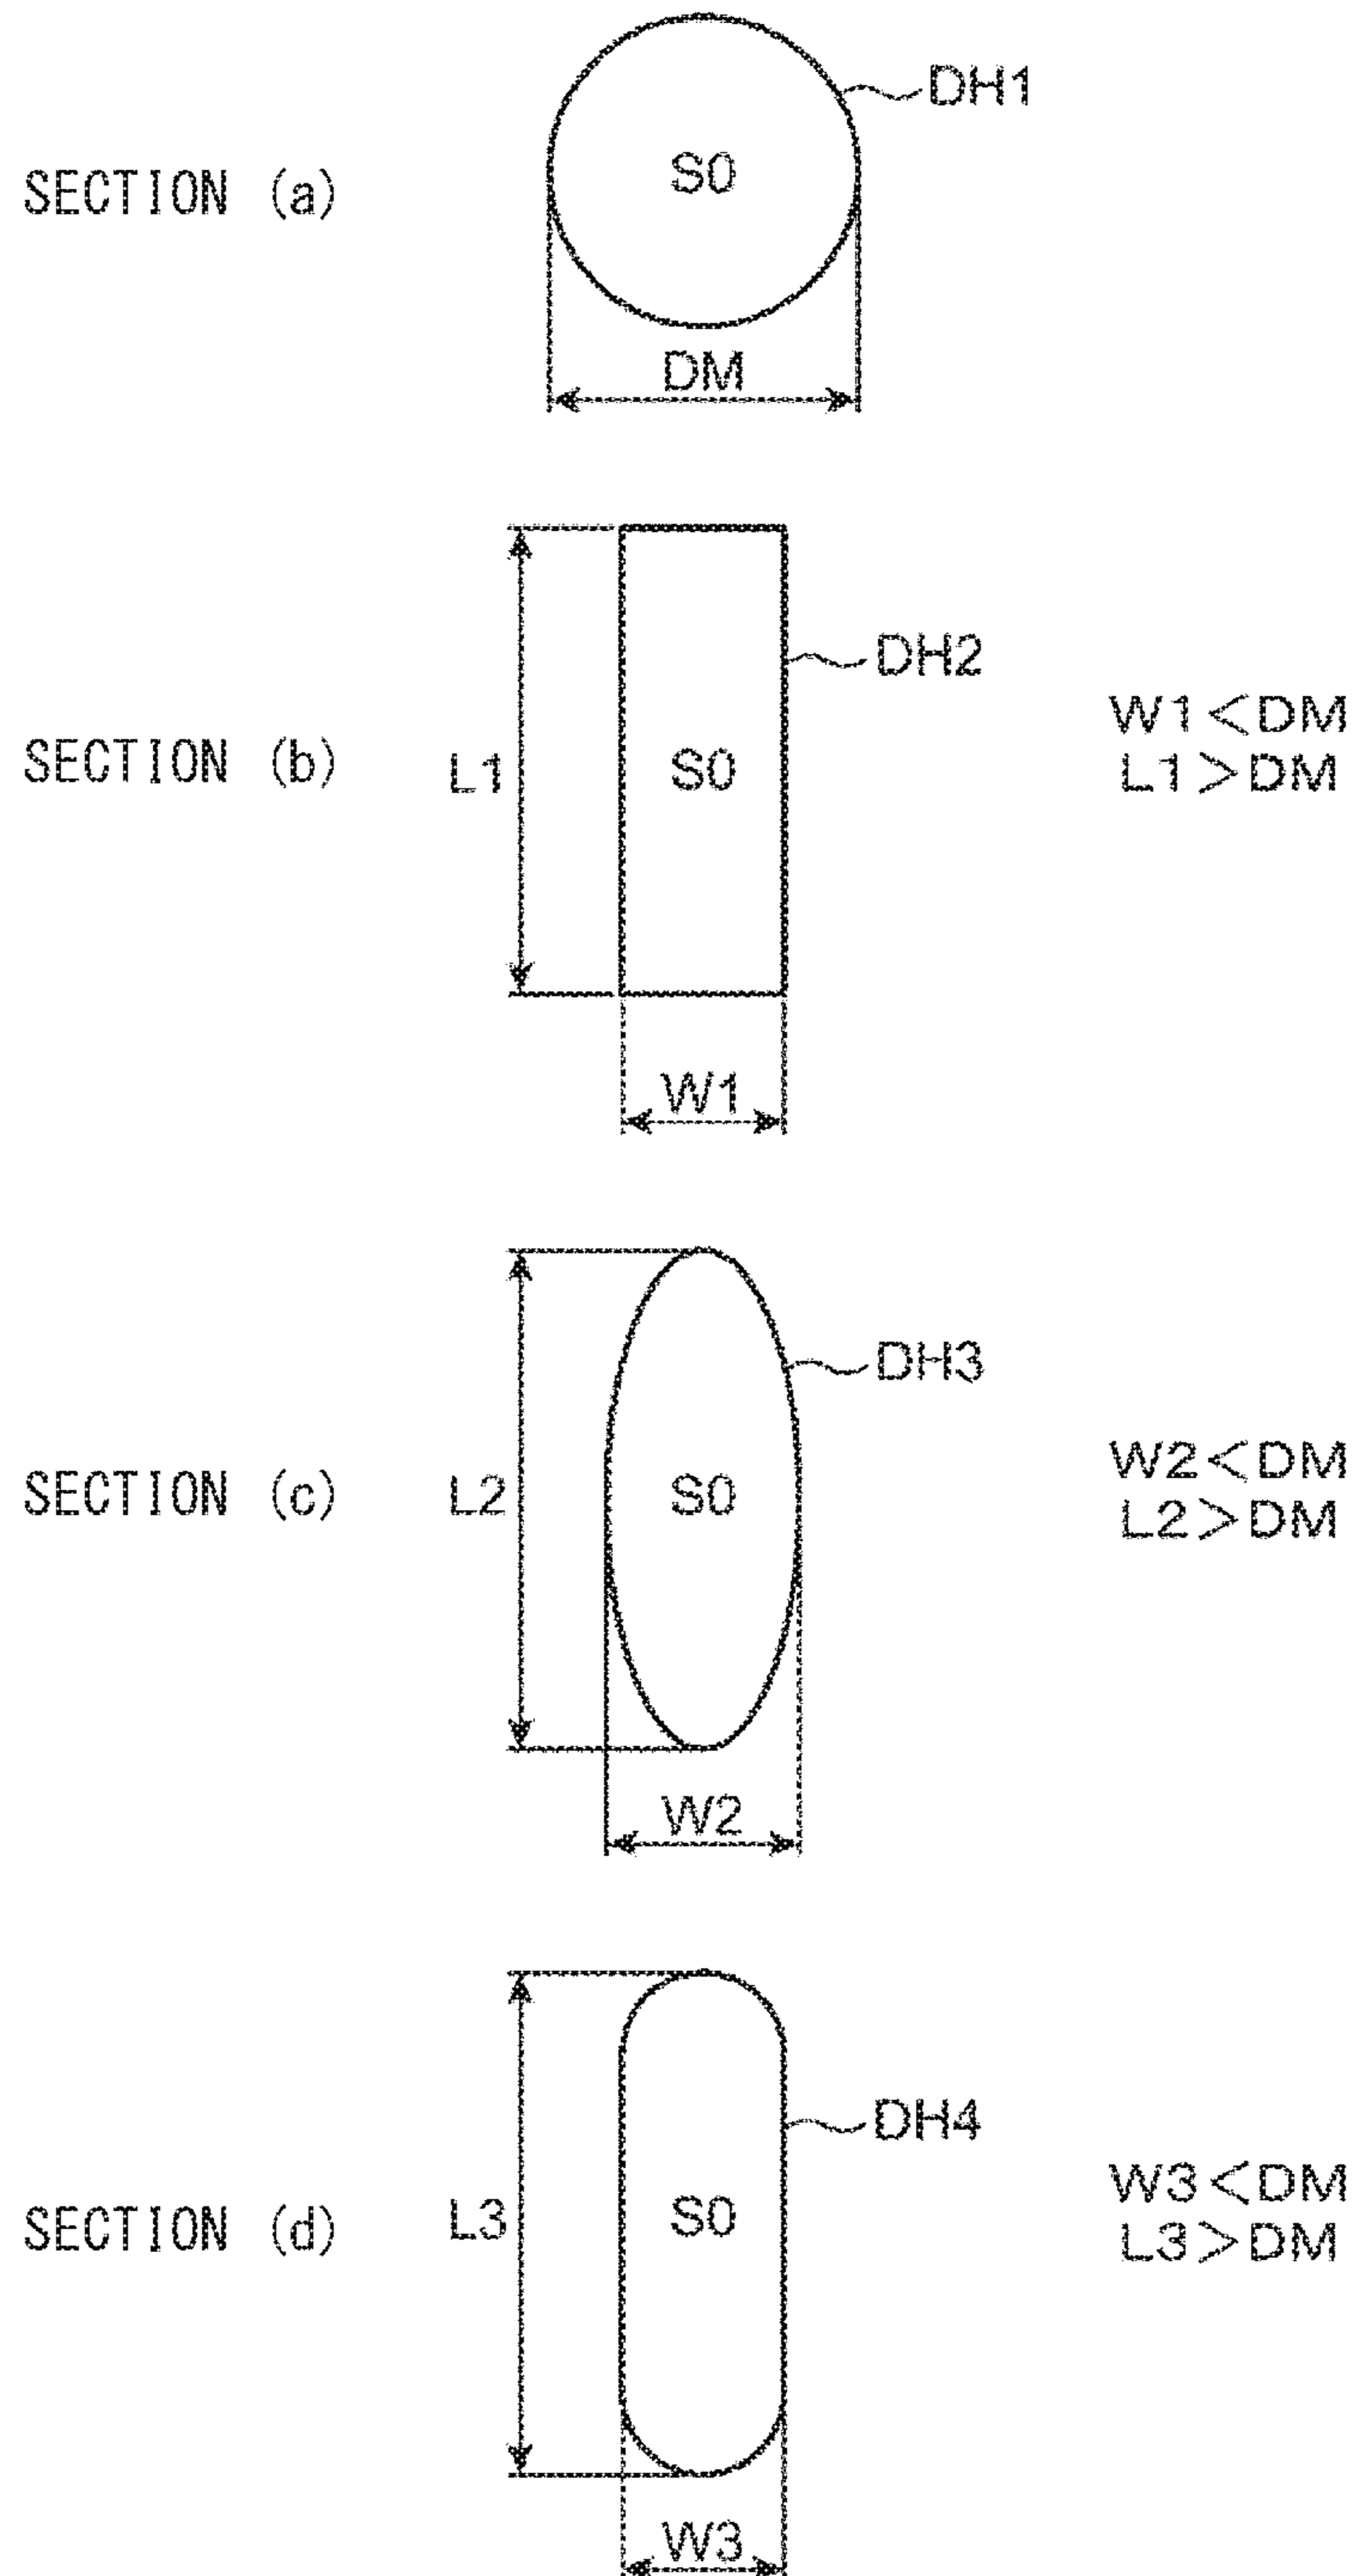 DH1
SECTION (a)
S0
DM
DH2
SECTION (b)
L1
S0
W1<DM
L1>DM
W1
DH3
SECTION (c)
L2
S0
W2<DM
L2>DM
W2
DH4
SECTION (d)
L3
S0
W3<DM
L3>DM
W3